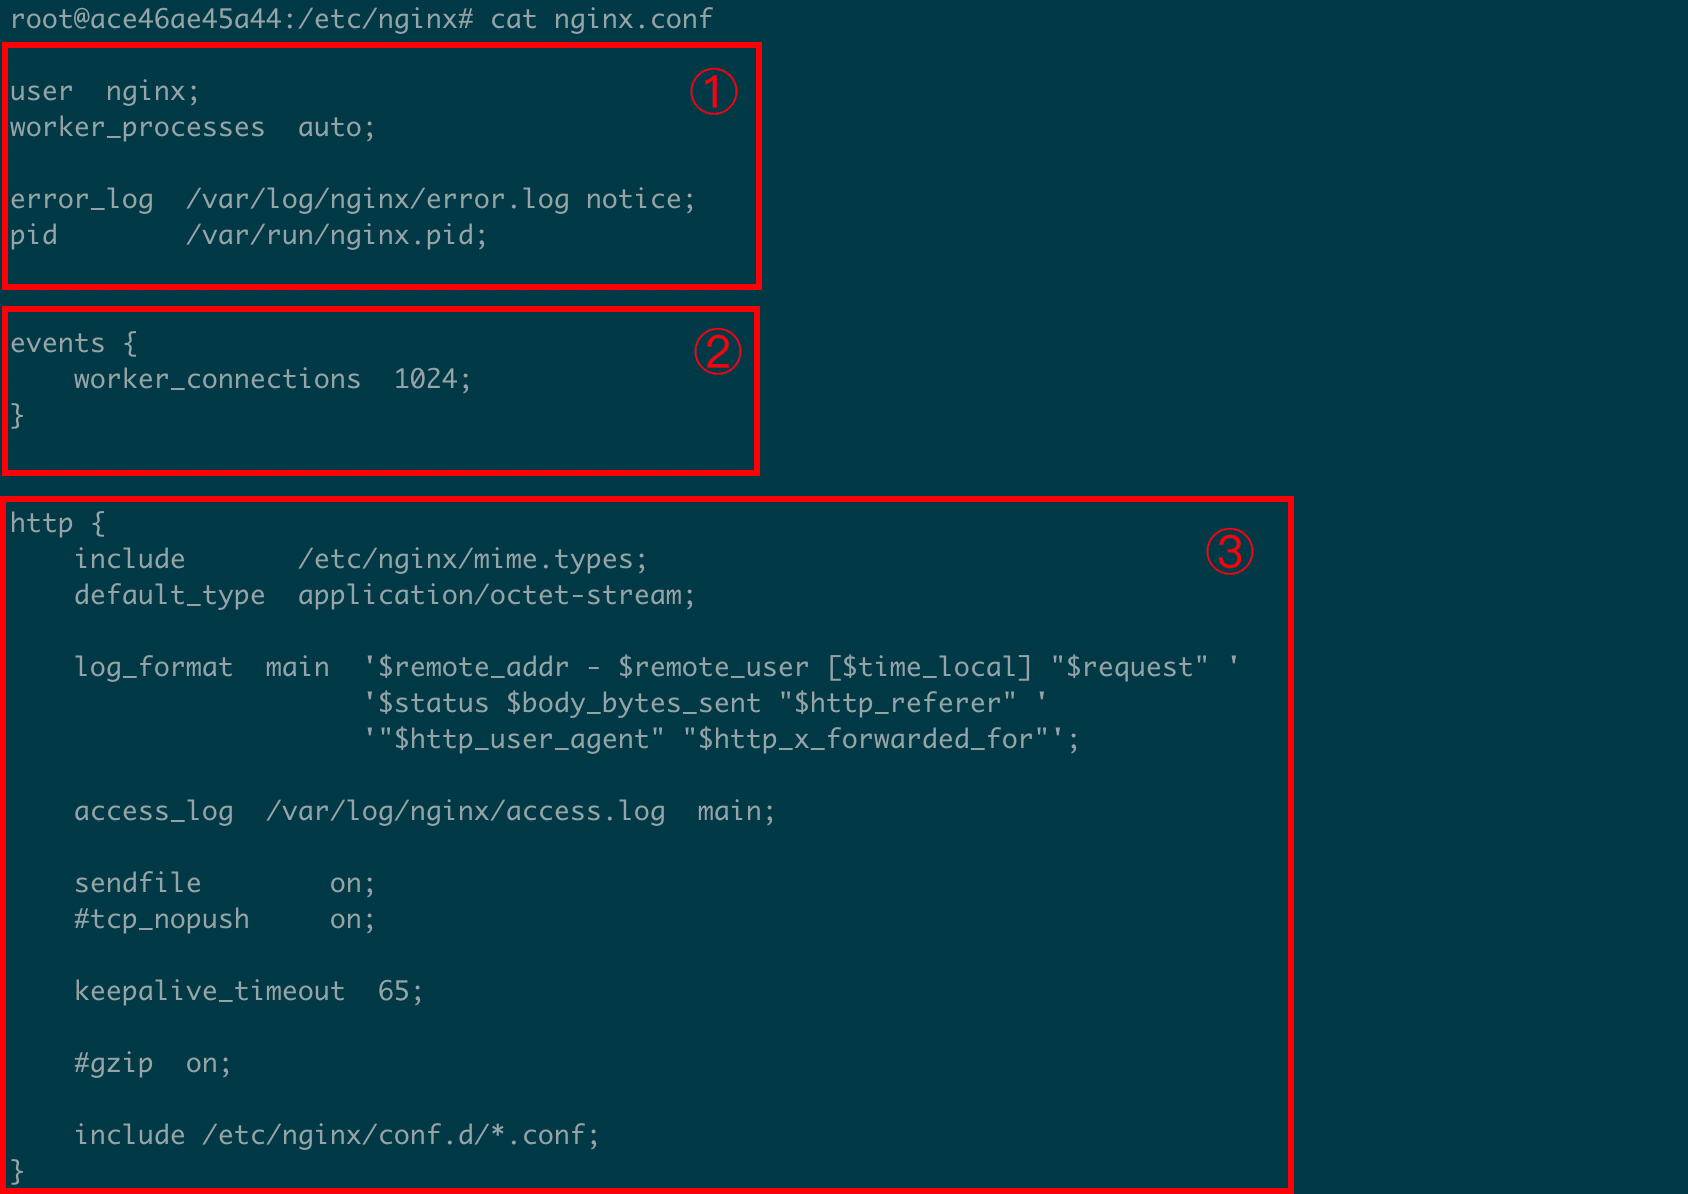 root@ace46ae45a44:/etc/nginx# cat nginx.conf
①
user  nginx;
worker_processes  auto;
error_log  /var/log/nginx/error.log notice;
pid        /var/run/nginx.pid;
②
events {
    worker_connections  1024;
}
③
http {
    include       /etc/nginx/mime.types;
    default_type  application/octet-stream;
    log_format  main  '$remote_addr - $remote_user [$time_local] "$request" '
                      '$status $body_bytes_sent "$http_referer" '
                      '"$http_user_agent" "$http_x_forwarded_for"';
    access_log  /var/log/nginx/access.log  main;
    sendfile        on;
    #tcp_nopush     on;
    keepalive_timeout  65;
    #gzip  on;
    include /etc/nginx/conf.d/*.conf;
}